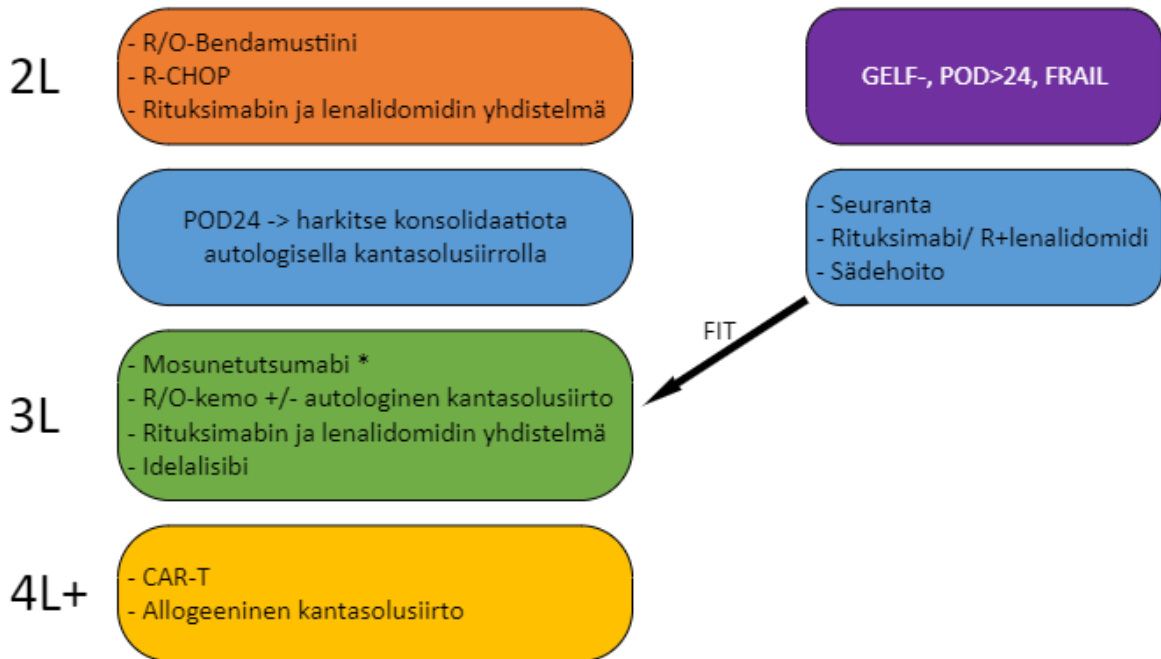 2L
- R/O-Bendamustiini
- R-CHOP
- Rituksimabin ja lenalidomidin yhdistelmä
GELF-, POD>24, FRAIL
POD24 -> harkitse konsolidaatiota
autologisella kantasolusiirrolla
- Seuranta
- Rituksimabi/ R+lenalidomidi
- Sädehoito
FIT
3L
- Mosunetutsumabi *
- R/O-kemo +/- autologinen kantasolusiirto
- Rituksimabin ja lenalidomidin yhdistelmä
- Idelalisibi
4L+
- CAR-T
- Allogeeninen kantasolusiirto